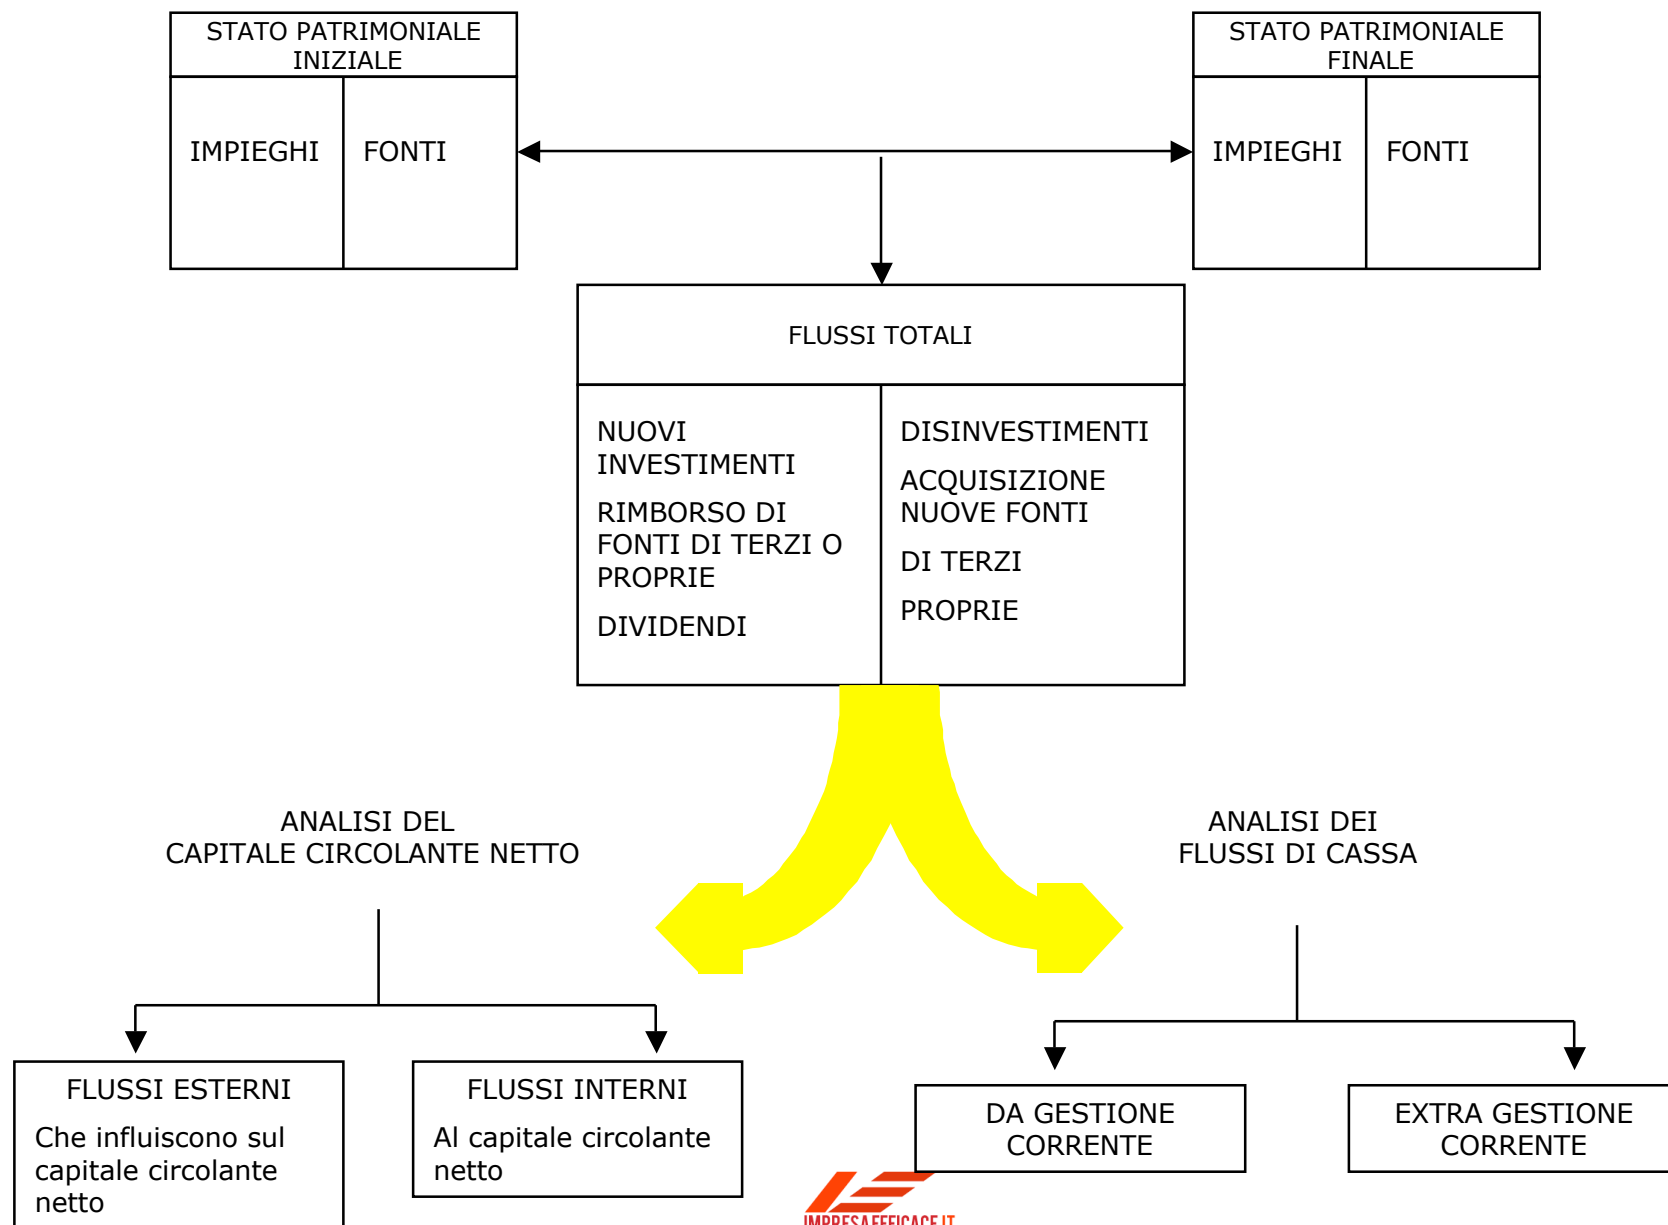 STATO PATRIMONIALE
INIZIALE
IMPIEGHI
FONTI
STATO PATRIMONIALE
FINALE
IMPIEGHI
FONTI
FLUSSI TOTALI
NUOVI
INVESTIMENTI
RIMBORSO DI
FONTI DI TERZI O
PROPRIE
DIVIDENDI
DISINVESTIMENTI
ACQUISIZIONE
NUOVE FONTI
DI TERZI
PROPRIE
ANALISI DEL
CAPITALE CIRCOLANTE NETTO
ANALISI DEI
FLUSSI DI CASSA
FLUSSI ESTERNI
Che influiscono sul
capitale circolante
netto
FLUSSI INTERNI
Al capitale circolante
netto
DA GESTIONE
CORRENTE
EXTRA GESTIONE
CORRENTE
IMPRESAEFFICACE.IT